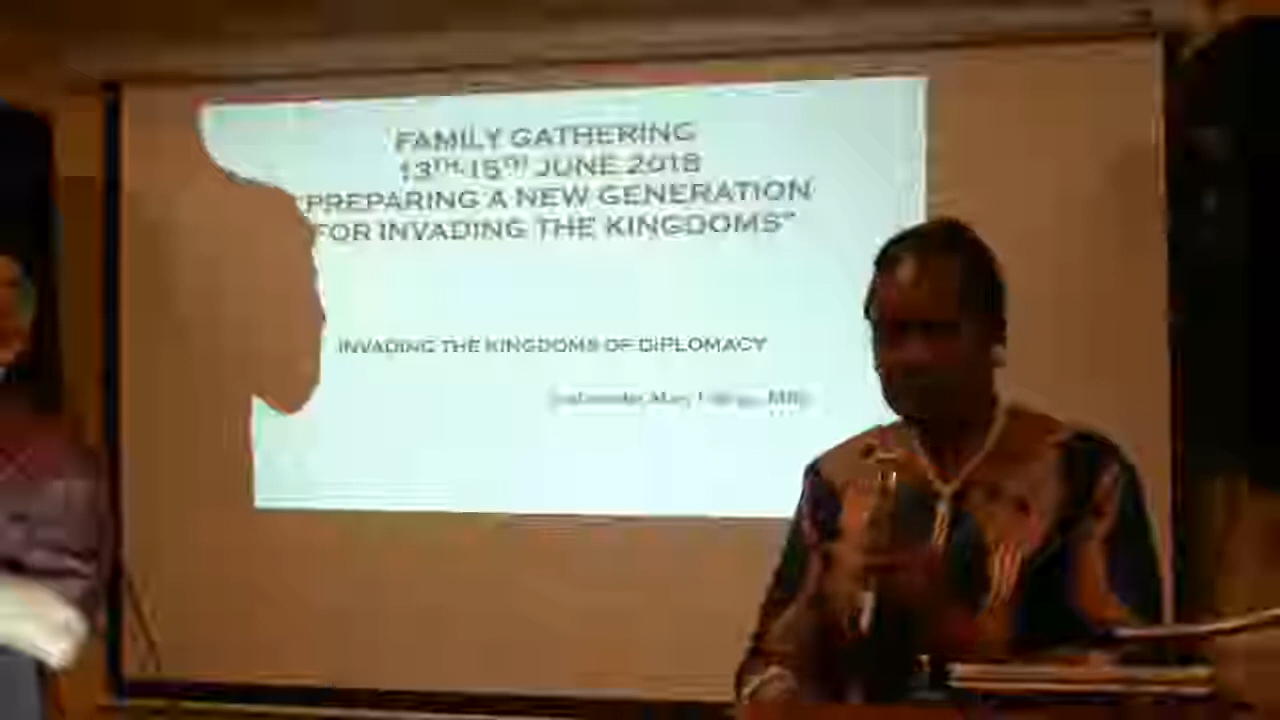 FAMILY GATHERING
13TH-15TH JUNE 2018
"PREPARING A NEW GENERATION
FOR INVADING THE KINGDOMS"
INVADING THE KINGDOMS OF DIPLOMACY